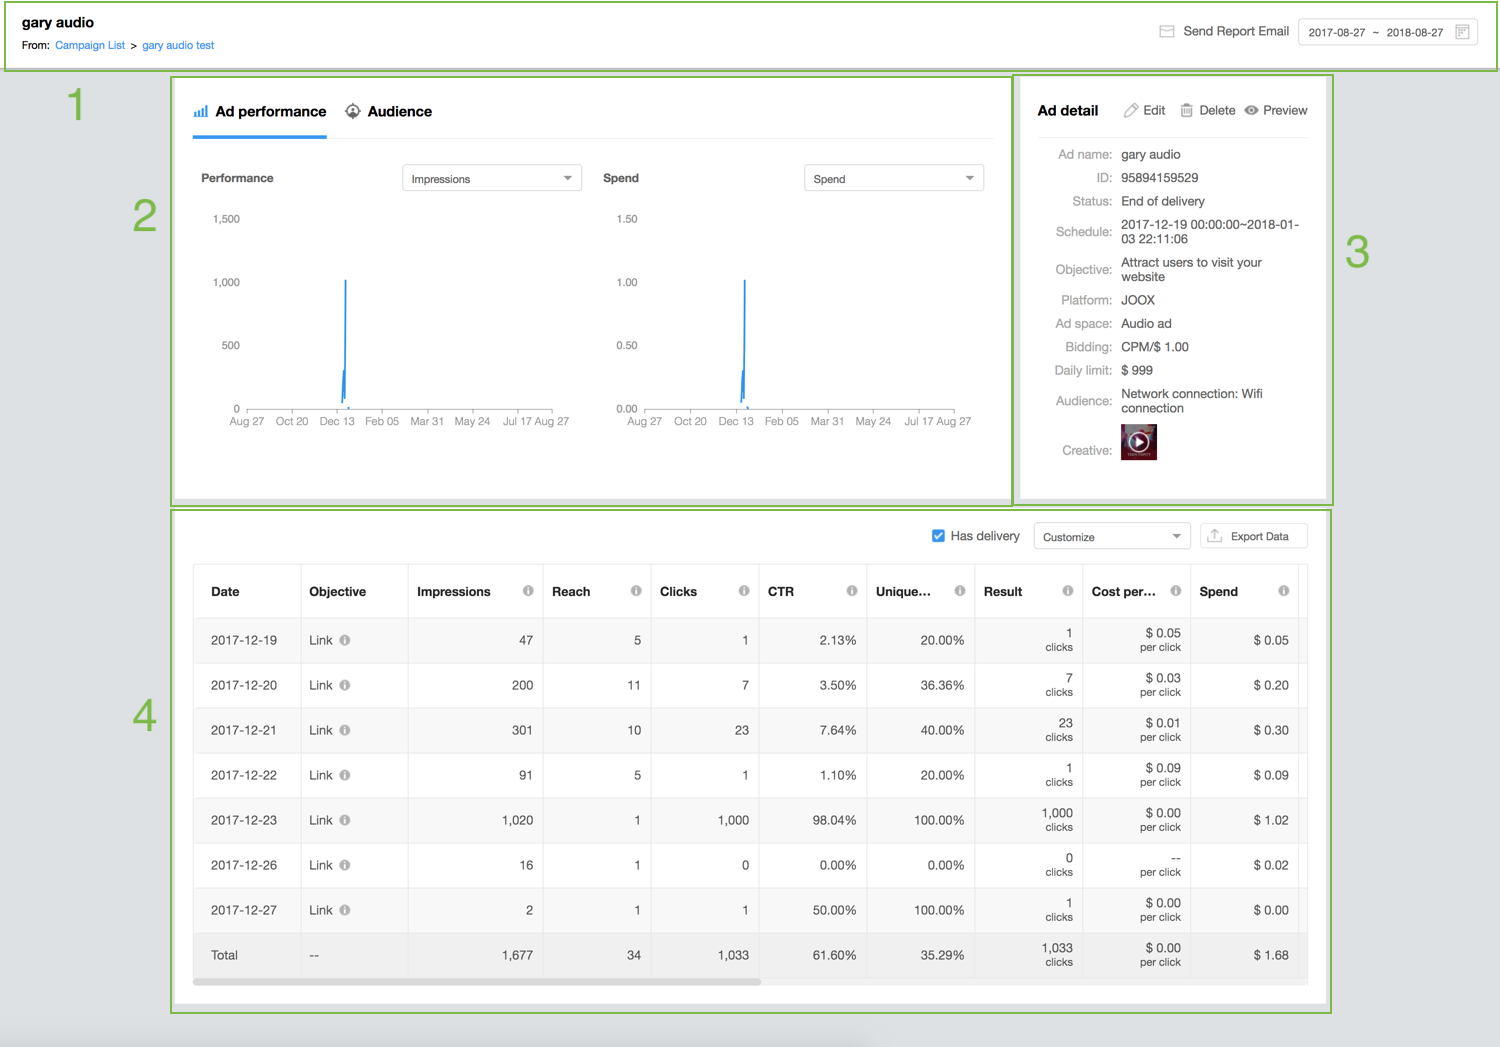 gary audio
From: Campaign List > gary audio test
Send Report Email
2017-08-27 ~ 2018-08-27
1
2
Ad performance
Audience
Performance
Impressions
1,500
1,000
500
0
Aug 27 Oct 20 Dec 13 Feb 05 Mar 31 May 24 Jul 17 Aug 27
Spend
Spend
1.50
1.00
0.50
0.00
Aug 27 Oct 20 Dec 13 Feb 05 Mar 31 May 24 Jul 17 Aug 27
3
Ad detail Edit Delete Preview
Ad name: gary audio
ID: 95894159529
Status: End of delivery
Schedule: 2017-12-19 00:00:00~2018-01-
03 22:11:06
Objective: Attract users to visit your
website
Platform: JOOX
Ad space: Audio ad
Bidding: CPM/$ 1.00
Daily limit: $ 999
Audience: Network connection: Wifi
connection
Creative:
4
Has delivery Customize Export Data
Date Objective Impressions Reach Clicks CTR Unique... Result Cost per... Spend
2017-12-19 Link 47 5 1 2.13% 20.00% 1 clicks $ 0.05 per click $ 0.05
2017-12-20 Link 200 11 7 3.50% 36.36% 7 clicks $ 0.03 per click $ 0.20
2017-12-21 Link 301 10 23 7.64% 40.00% 23 clicks $ 0.01 per click $ 0.30
2017-12-22 Link 91 5 1 1.10% 20.00% 1 clicks $ 0.09 per click $ 0.09
2017-12-23 Link 1,020 1 1,000 98.04% 100.00% 1,000 clicks $ 0.00 per click $ 1.02
2017-12-26 Link 16 1 0 0.00% 0.00% 0 clicks -- per click $ 0.02
2017-12-27 Link 2 1 1 50.00% 100.00% 1 clicks $ 0.00 per click $ 0.00
Total -- 1,677 34 1,033 61.60% 35.29% 1,033 clicks $ 0.00 per click $ 1.68